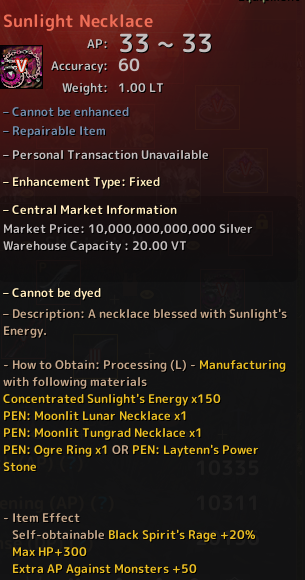 Sunlight Necklace
AP: 33 ~ 33
Accuracy: 60
Weight: 1.00 LT
V
– Cannot be enhanced
– Repairable Item
– Personal Transaction Unavailable
– Enhancement Type: Fixed
– Central Market Information
Market Price: 10,000,000,000,000 Silver
Warehouse Capacity : 20.00 VT
– Cannot be dyed
– Description: A necklace blessed with Sunlight's
Energy.
- How to Obtain: Processing (L) - Manufacturing
with following materials
Concentrated Sunlight's Energy x150
PEN: Moonlit Lunar Necklace x1
PEN: Moonlit Tungrad Necklace x1
PEN: Ogre Ring x1 OR PEN: Laytenn's Power
Stone
10335
(AP) (?)
10311
- Item Effect
Self-obtainable Black Spirit's Rage +20%
Max HP+300
Extra AP Against Monsters +50